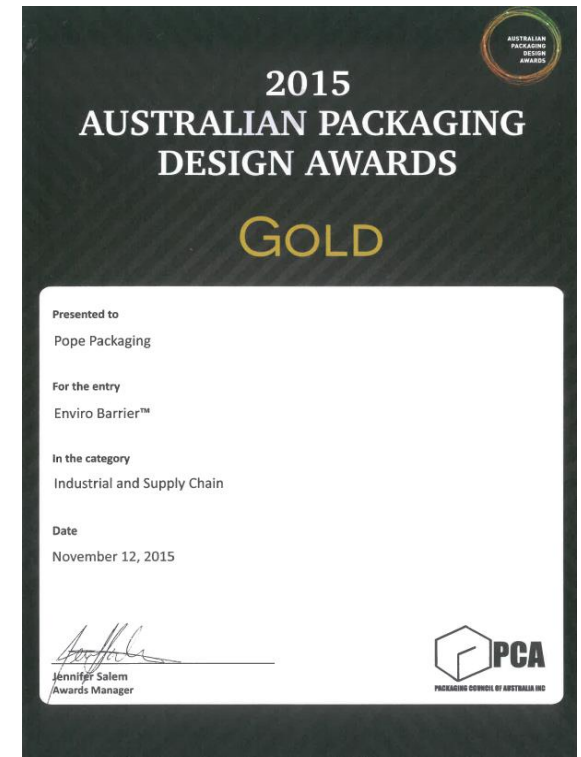 AUSTRALIAN
PACKAGING
DESIGN
AWARDS
2015
AUSTRALIAN PACKAGING
DESIGN AWARDS
GOLD
Presented to
Pope Packaging
For the entry
Enviro Barrier™
In the category
Industrial and Supply Chain
Date
November 12, 2015
Jennifer Salem
Awards Manager
PCA
PACKAGING COUNCIL OF AUSTRALIA INC